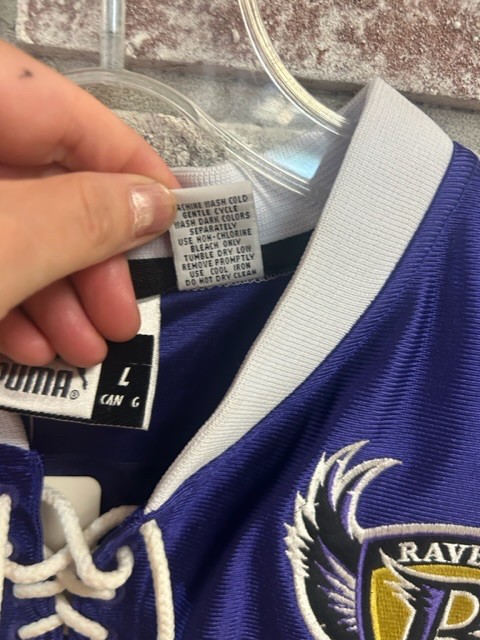 ACHINE WASH COLD
GENTLE CYCLE
WASH DARK COLORS
SEPARATELY
USE NON-CHLORINE
BLEACH ONLY
TUMBLE DRY LOW
REMOVE PROMPTLY
USE COOL IRON
DO NOT DRY CLEAN
PUMA®
L
CAN G
RAVE
B